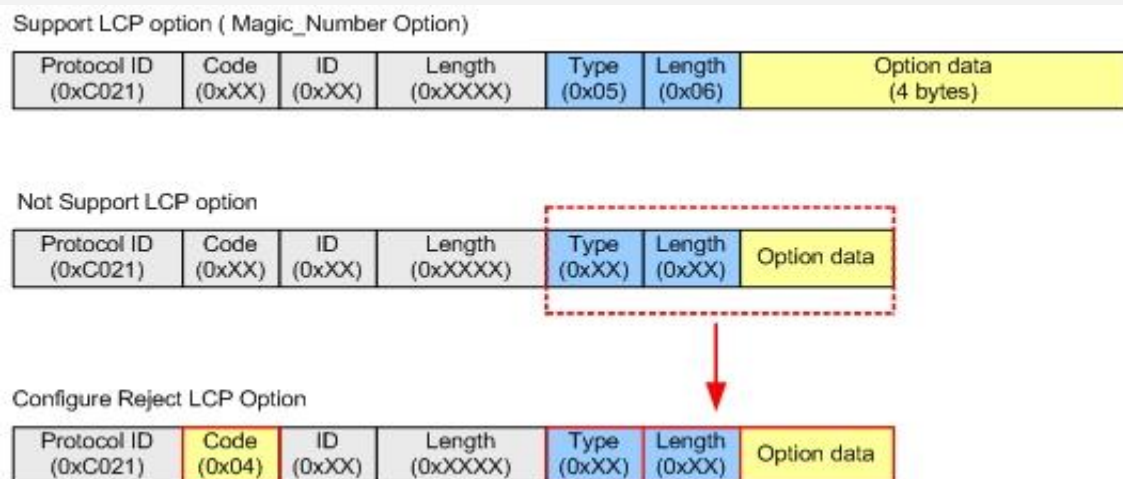 Support LCP option ( Magic_Number Option)
Protocol ID Code ID Length Type Length Option data
(0xC021) (0xXX) (0xXX) (0xXXXX) (0x05) (0x06) (4 bytes)
Not Support LCP option
Protocol ID Code ID Length Type Length Option data
(0xC021) (0xXX) (0xXX) (0xXXXX) (0xXX) (0xXX)
Configure Reject LCP Option
Protocol ID Code ID Length Type Length Option data
(0xC021) (0x04) (0xXX) (0xXXXX) (0xXX) (0xXX)